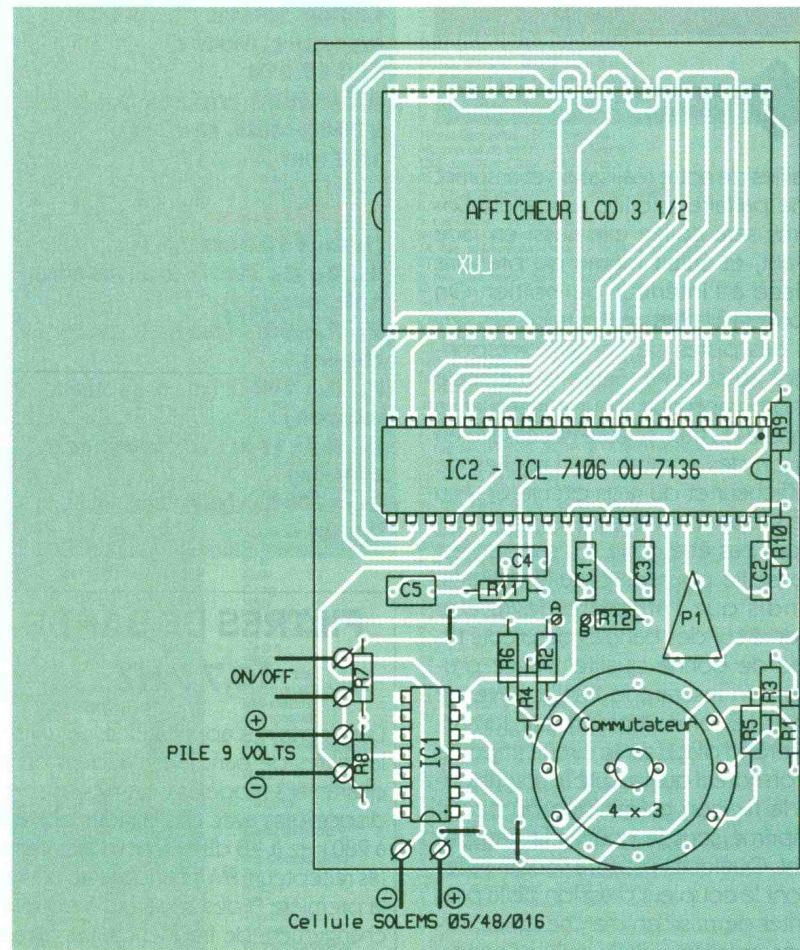 AFFICHEUR LCD 3 1/2
LUX
IC2 - ICL 7106 OU 7136
R9
R10
C4
C1
C3
C2
C5
R11
D
B
R12
P1
R6
R2
R4
R7
ON/OFF
+
PILE 9 VOLTS
-
R8
IC1
Commutateur
4 x 3
R3
R5
R1
- +
Cellule SOLEMS 05/48/016